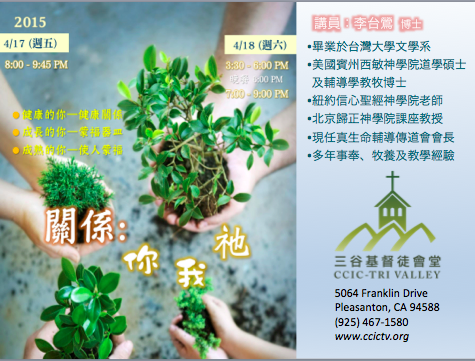 2015
4/17 (週五)
8:00 - 9:45 PM
4/18 (週六)
3:30 - 6:00 PM
7:00 - 9:00 PM
● 健康的你—健康關係
● 成長的你—榮福器皿
● 成熟的你—使人蒙福
關係:
你 我 祂
講員：李台鶯 博士
•畢業於台灣大學文學系
•美國賓州西敏神學院道學碩士
及輔導學教牧博士
•紐約信心聖經神學院老師
•北京歸正神學院課座教授
•現任真生命輔導傳道會會長
•多年事奉、牧養及教學經驗
三谷基督徒會堂
CCIC-TRI VALLEY
5064 Franklin Drive
Pleasanton, CA 94588
(925) 467-1580
www.ccictv.org